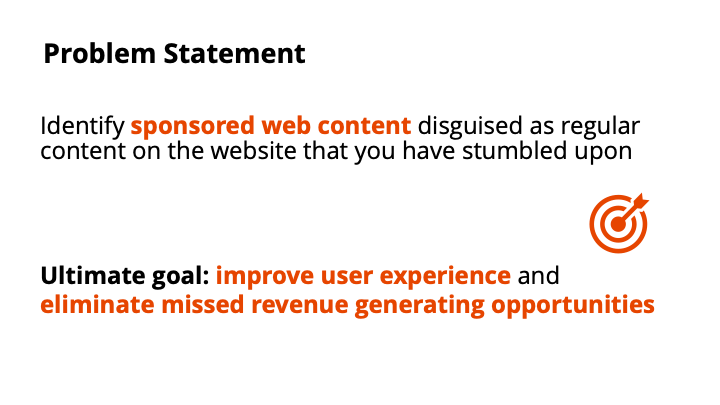 Problem Statement
Identify sponsored web content disguised as regular
content on the website that you have stumbled upon
Ultimate goal: improve user experience and
eliminate missed revenue generating opportunities